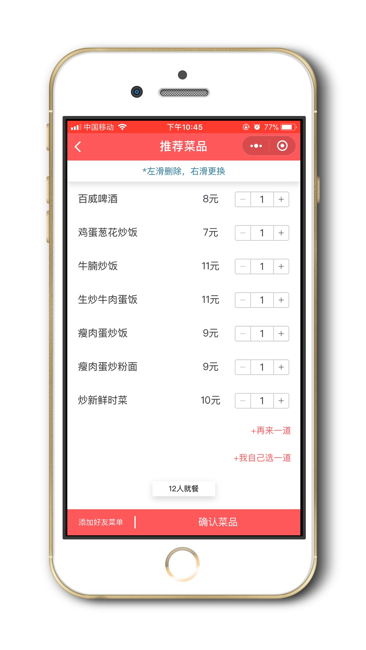 中国移动 下午10:45 77%
推荐菜品
*左滑删除，右滑更换
百威啤酒 8元 − 1 +
鸡蛋葱花炒饭 7元 − 1 +
牛腩炒饭 11元 − 1 +
生炒牛肉蛋饭 11元 − 1 +
瘦肉蛋炒饭 9元 − 1 +
瘦肉蛋炒粉面 9元 − 1 +
炒新鲜时菜 10元 − 1 +
+再来一道
+我自己选一道
12人就餐
添加好友菜单 确认菜品